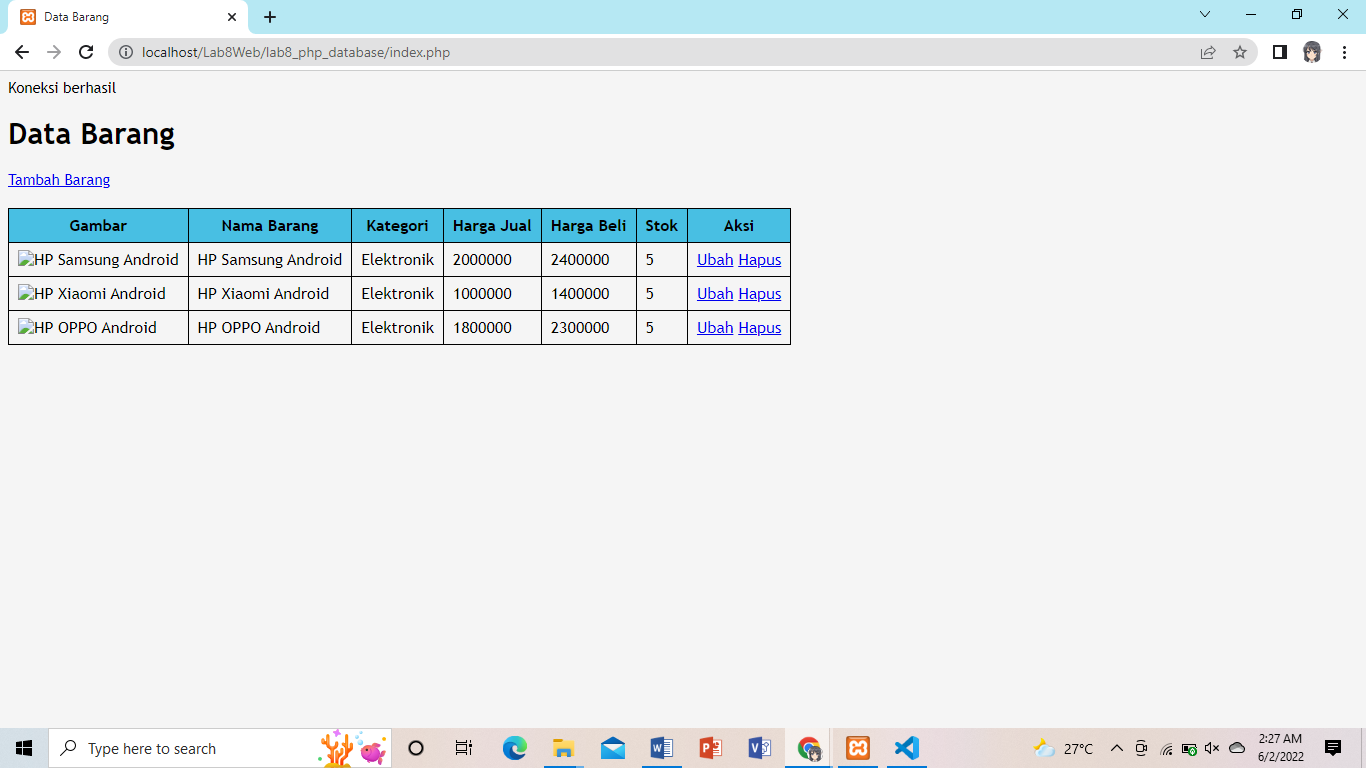 Data Barang
localhost/Lab8Web/lab8_php_database/index.php
Koneksi berhasil
Data Barang
Tambah Barang
Gambar Nama Barang Kategori Harga Jual Harga Beli Stok Aksi
HP Samsung Android HP Samsung Android Elektronik 2000000 2400000 5 Ubah Hapus
HP Xiaomi Android HP Xiaomi Android Elektronik 1000000 1400000 5 Ubah Hapus
HP OPPO Android HP OPPO Android Elektronik 1800000 2300000 5 Ubah Hapus
Type here to search
27°C
2:27 AM
6/2/2022